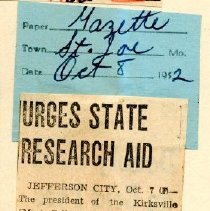 Paper Gazette
Town St. Joe Mo.
Date Oct 8 1952
URGES STATE
RESEARCH AID
JEFFERSON CITY, Oct. 7 (P)—
The president of the Kirksville